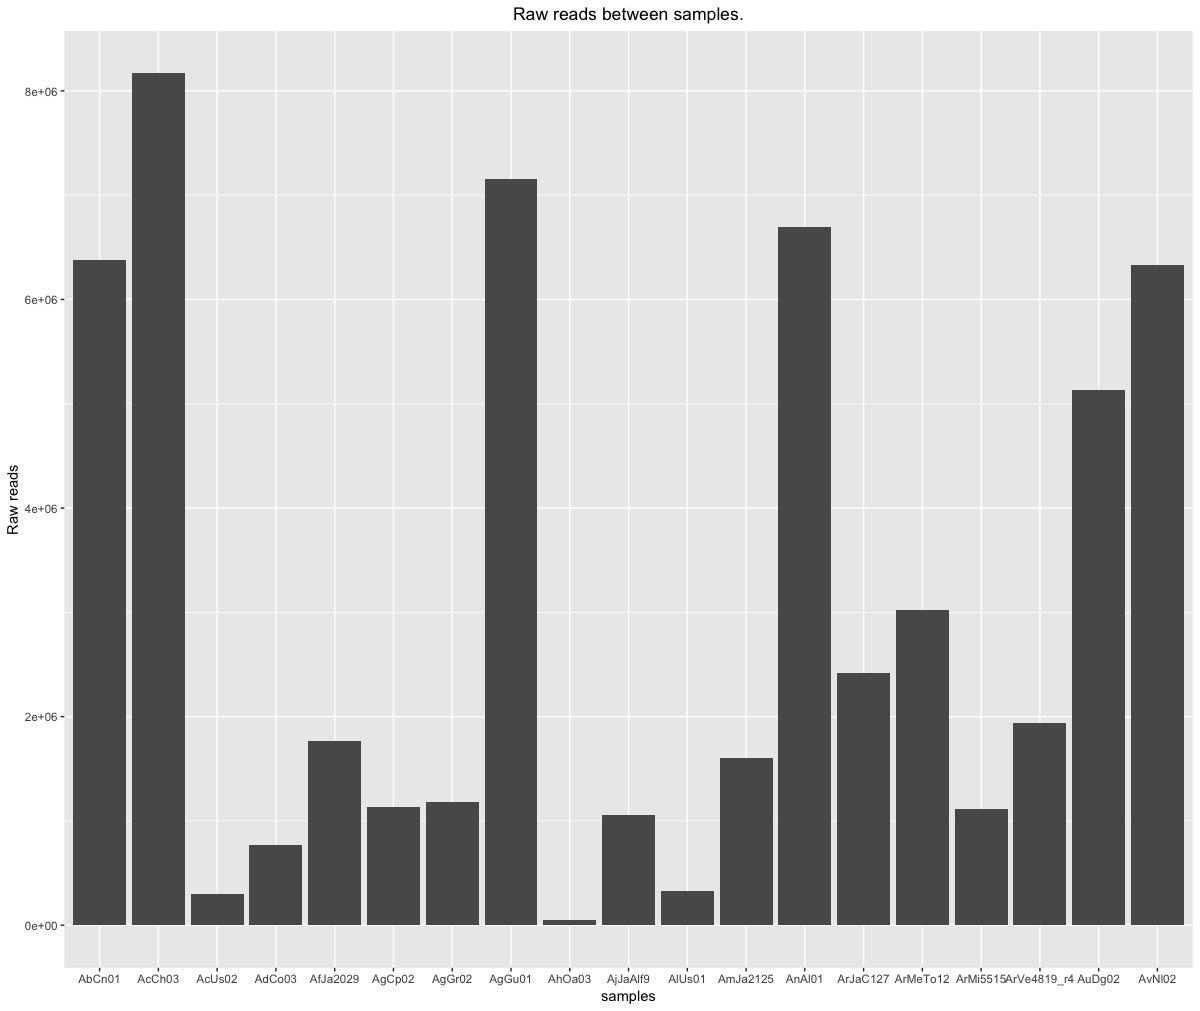 Raw reads between samples.
8e+06
6e+06
4e+06
2e+06
0e+00
Raw reads
AbCn01 AcCh03 AcUs02 AdCo03 AfJa2029 AgCp02 AgGr02 AgGu01 AhOa03 AjJaAlf9 AlUs01 AmJa2125 AnAl01 ArJaC127 ArMeTo12 ArMi5515 ArVe4819_r4 AuDg02 AvNl02
samples